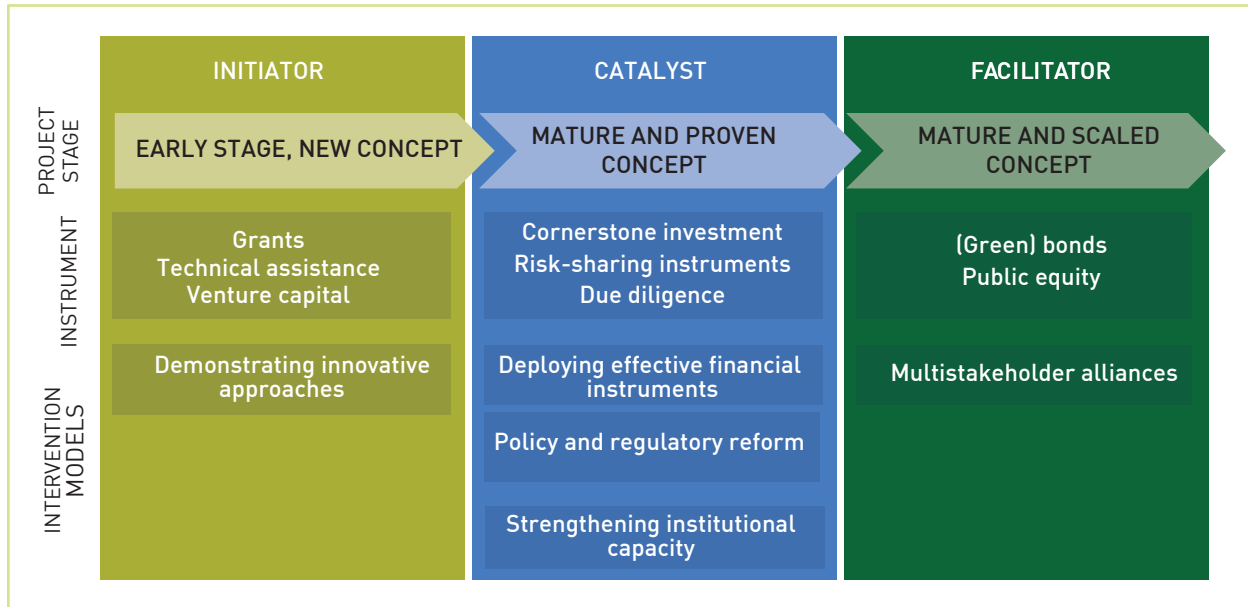 INITIATOR
CATALYST
FACILITATOR
PROJECT
STAGE
EARLY STAGE, NEW CONCEPT
MATURE AND PROVEN
CONCEPT
MATURE AND SCALED
CONCEPT
INSTRUMENT
Grants
Technical assistance
Venture capital
Cornerstone investment
Risk-sharing instruments
Due diligence
(Green) bonds
Public equity
INTERVENTION
MODELS
Demonstrating innovative
approaches
Deploying effective financial
instruments
Policy and regulatory reform
Strengthening institutional
capacity
Multistakeholder alliances